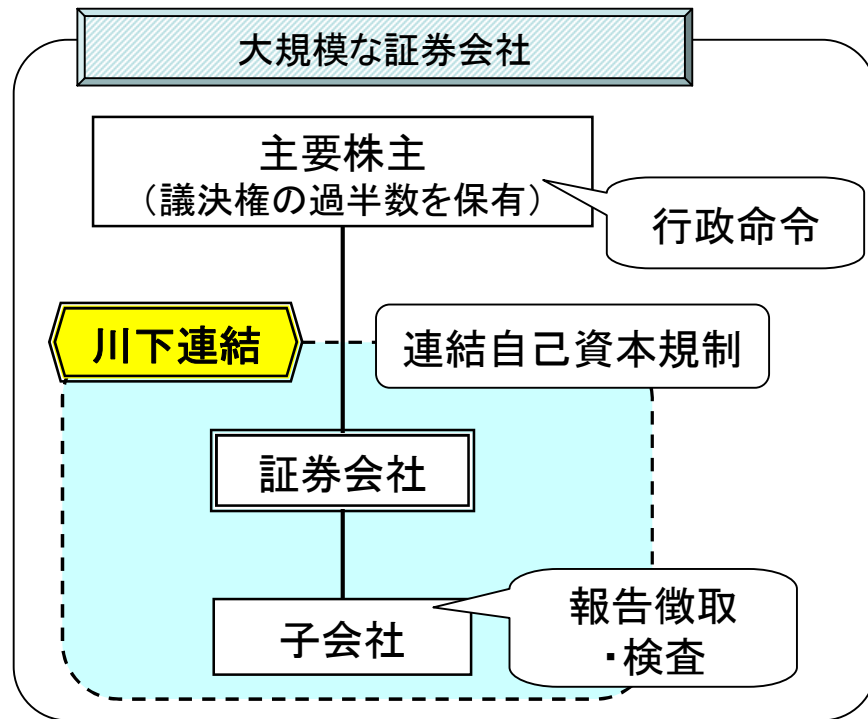 大規模な証券会社
主要株主
（議決権の過半数を保有）
行政命令
川下連結
連結自己資本規制
証券会社
子会社
報告徴取
・検査